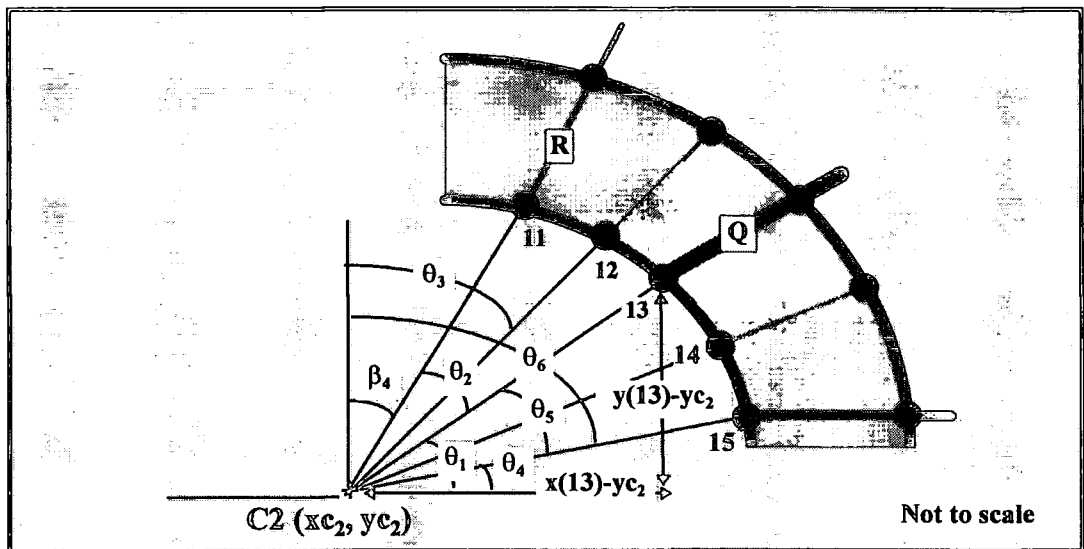 R
11
Q
12
θ₃
13
θ₂
θ₆
14
β₄
y(13)-yc₂
θ₅
15
θ₁
θ₄
x(13)-yc₂
C2 (xc₂, yc₂)
Not to scale